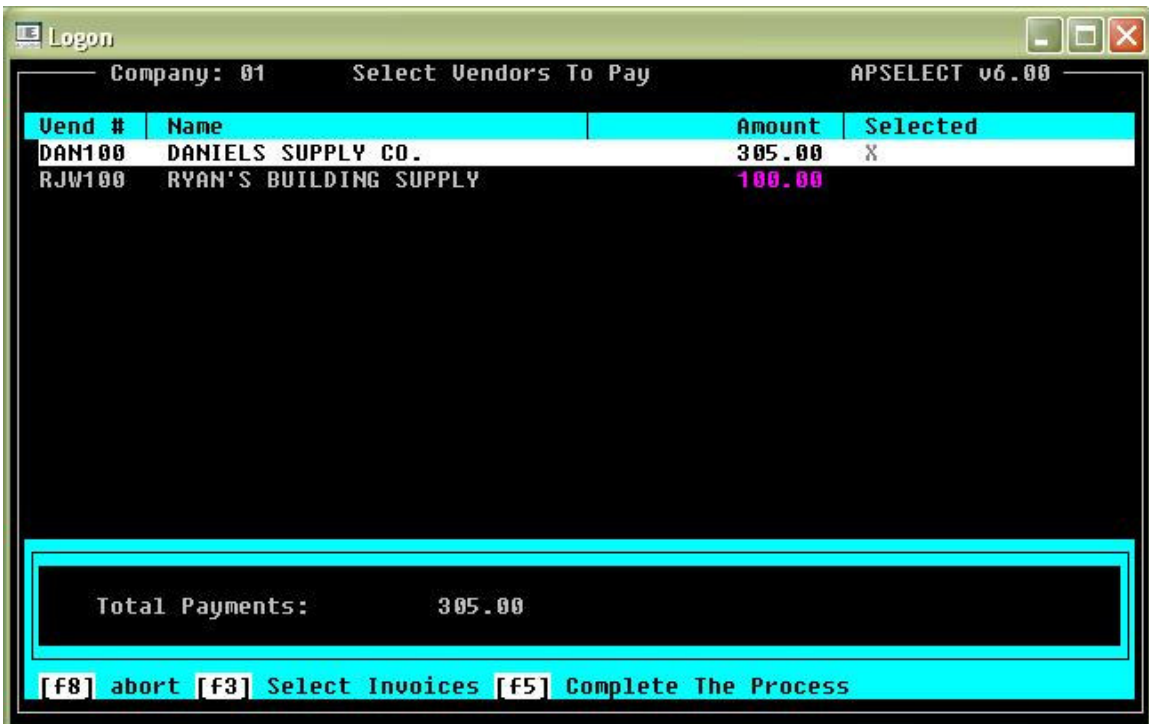 Logon
Company: 01 Select Vendors To Pay APSELECT v6.00
Vend # Name Amount Selected
DAN100 DANIELS SUPPLY CO. 305.00 X
RJW100 RYAN'S BUILDING SUPPLY 100.00
Total Payments: 305.00
[f8] abort [f3] Select Invoices [f5] Complete The Process